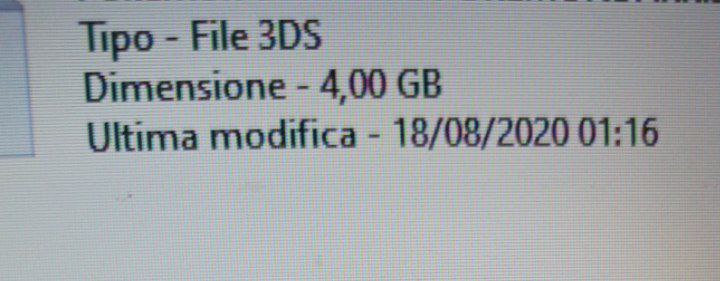 Tipo - File 3DS
Dimensione - 4,00 GB
Ultima modifica - 18/08/2020 01:16